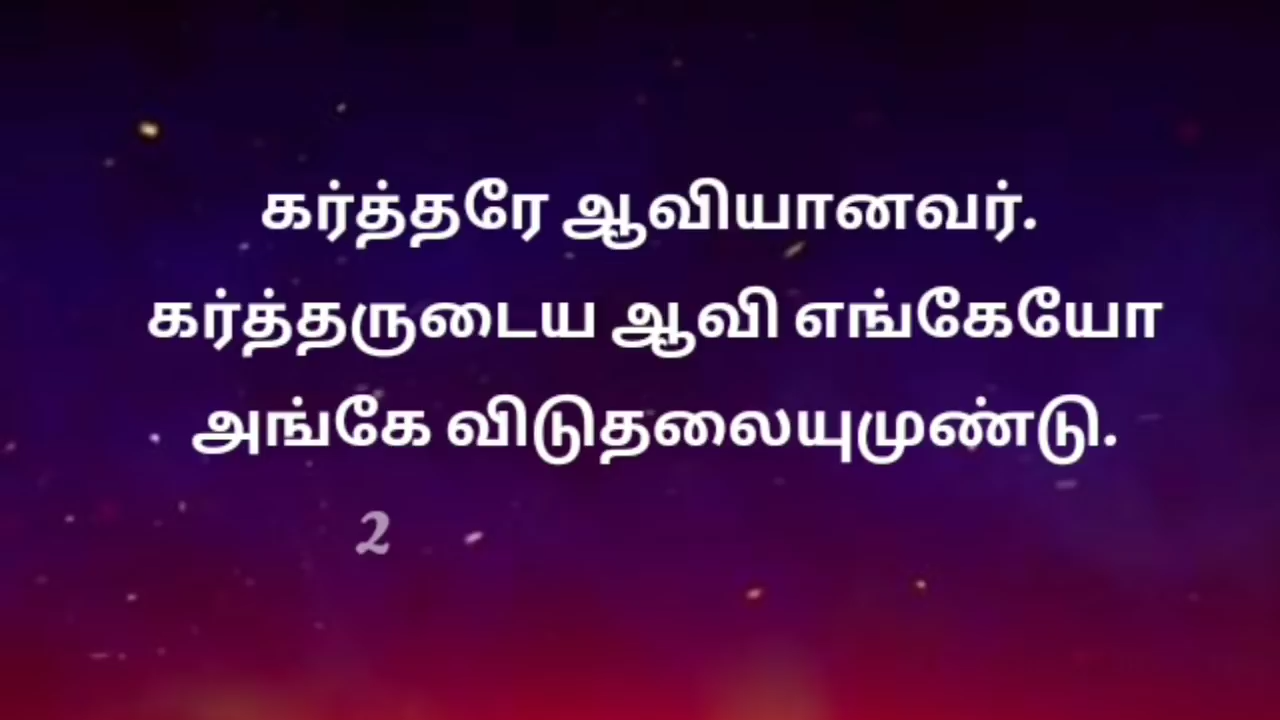 கர்த்தரே ஆவியானவர்.
கர்த்தருடைய ஆவி எங்கேயோ
அங்கே விடுதலையுமுண்டு.
2